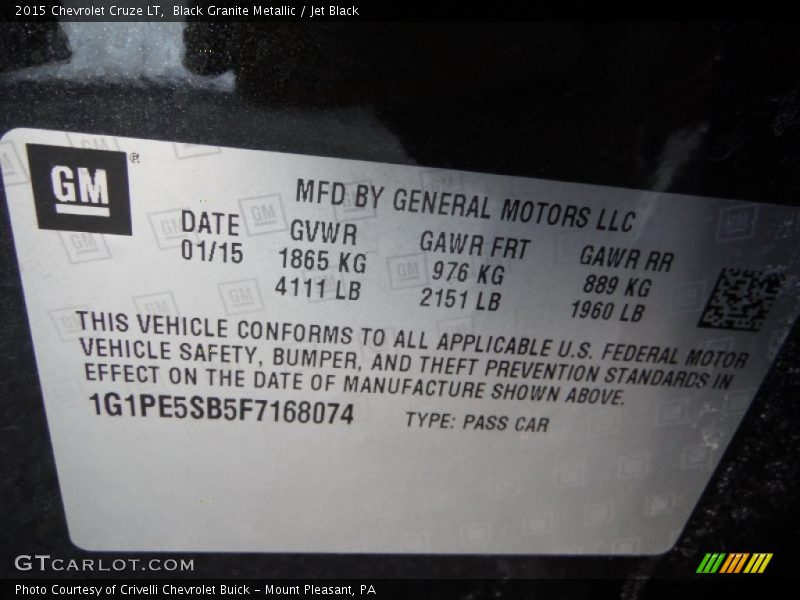 2015 Chevrolet Cruze LT, Black Granite Metallic / Jet Black
GM ®
MFD BY GENERAL MOTORS LLC
DATE GVWR GAWR FRT GAWR RR
01/15 1865 KG 976 KG 889 KG
4111 LB 2151 LB 1960 LB
THIS VEHICLE CONFORMS TO ALL APPLICABLE U.S. FEDERAL MOTOR
VEHICLE SAFETY, BUMPER, AND THEFT PREVENTION STANDARDS IN
EFFECT ON THE DATE OF MANUFACTURE SHOWN ABOVE.
1G1PE5SB5F7168074 TYPE: PASS CAR
GTCARLOT.COM
Photo Courtesy of Crivelli Chevrolet Buick – Mount Pleasant, PA